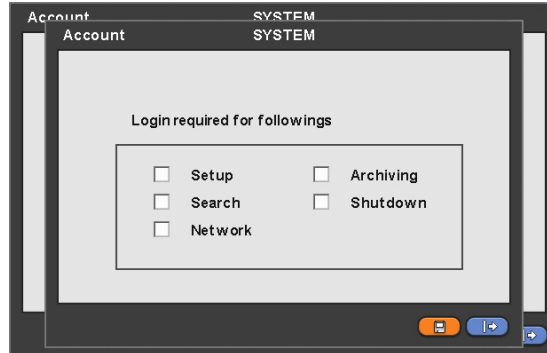 Account SYSTEM
Account SYSTEM
Login required for followings
Setup Archiving
Search Shutdown
Network